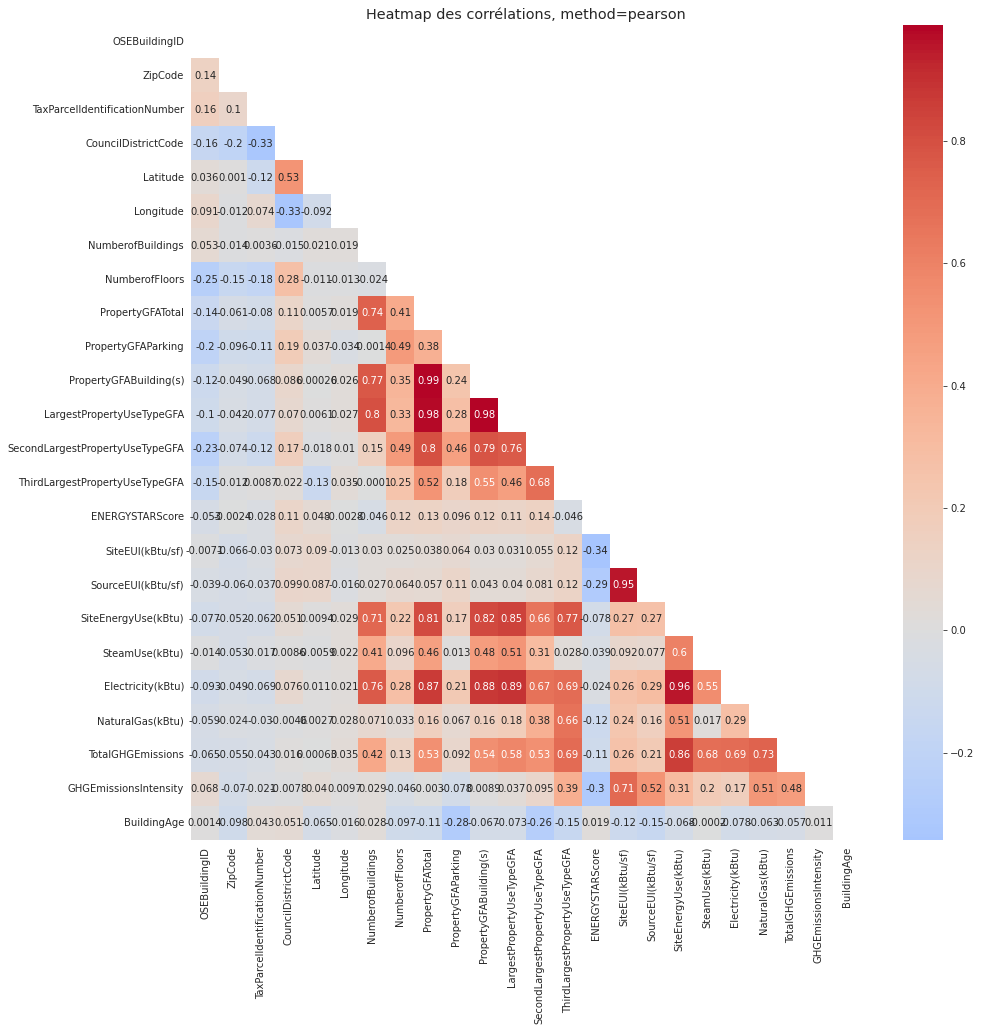 Heatmap des corrélations, method=pearson
OSEBuildingID
ZipCode 0.14
TaxParcelIdentificationNumber 0.16 0.1
CouncilDistrictCode -0.16 -0.2 -0.33
Latitude 0.036 0.001 -0.12 0.53
Longitude 0.091 -0.012 0.074 -0.33 -0.092
NumberofBuildings 0.053 -0.014 0.0036 -0.015 0.021 0.019
NumberofFloors -0.25 -0.15 -0.18 0.28 -0.011 -0.013 -0.024
PropertyGFATotal -0.14 -0.061 -0.08 0.11 0.0057 0.019 0.74 0.41
PropertyGFAParking -0.2 -0.096 -0.11 0.19 0.037 -0.034 -0.0014 0.49 0.38
PropertyGFABuilding(s) -0.12 -0.049 -0.068 0.086 0.00026 0.026 0.77 0.35 0.99 0.24
LargestPropertyUseTypeGFA -0.1 -0.042 -0.077 0.07 0.0061 0.027 0.8 0.33 0.98 0.28 0.98
SecondLargestPropertyUseTypeGFA -0.23 -0.074 -0.12 0.17 -0.018 0.01 0.15 0.49 0.8 0.46 0.79 0.76
ThirdLargestPropertyUseTypeGFA -0.15 -0.012 0.0087 0.022 -0.13 0.035 -0.0001 0.25 0.52 0.18 0.55 0.46 0.68
ENERGYSTARScore -0.053 -0.0024 -0.028 0.11 0.048 -0.0028 -0.046 0.12 0.13 0.096 0.12 0.11 0.14 -0.046
SiteEUI(kBtu/sf) -0.0071 -0.066 -0.03 0.073 0.09 -0.013 0.03 0.025 0.038 0.064 0.03 0.031 0.055 0.12 -0.34
SourceEUI(kBtu/sf) -0.039 -0.06 -0.037 0.099 0.087 -0.016 0.027 0.064 0.057 0.11 0.043 0.04 0.081 0.12 -0.29 0.95
SiteEnergyUse(kBtu) -0.077 -0.052 -0.062 0.051 0.0094 0.029 0.71 0.22 0.81 0.17 0.82 0.85 0.66 0.77 -0.078 0.27 0.27
SteamUse(kBtu) -0.014 -0.053 -0.017 0.0086 0.0059 0.022 0.41 0.096 0.46 0.013 0.48 0.51 0.31 0.028 -0.039 0.092 0.077 0.6
Electricity(kBtu) -0.093 -0.049 -0.069 0.076 0.011 0.021 0.76 0.28 0.87 0.21 0.88 0.89 0.67 0.69 -0.024 0.26 0.29 0.96 0.55
NaturalGas(kBtu) -0.059 -0.024 -0.03 -0.0046 0.0027 0.028 0.071 0.033 0.16 0.067 0.16 0.18 0.38 0.66 -0.12 0.24 0.16 0.51 0.017 0.29
TotalGHGEmissions -0.065 -0.055 -0.043 0.016 0.00063 0.035 0.42 0.13 0.53 0.092 0.54 0.58 0.53 0.69 -0.11 0.26 0.21 0.86 0.68 0.69 0.73
GHGEmissionsIntensity 0.068 -0.07 -0.021 0.0078 0.04 0.0097 0.029 -0.046 0.003 -0.078 0.0089 0.037 0.095 0.39 -0.3 0.71 0.52 0.31 0.2 0.17 0.51 0.48
BuildingAge 0.0014 -0.098 0.043 0.051 -0.065 -0.016 0.028 -0.097 -0.11 -0.28 -0.067 -0.073 -0.26 -0.15 0.019 -0.12 -0.15 -0.068 -0.0002 -0.078 -0.063 -0.057 0.011
OSEBuildingID
ZipCode
TaxParcelIdentificationNumber
CouncilDistrictCode
Latitude
Longitude
NumberofBuildings
NumberofFloors
PropertyGFATotal
PropertyGFAParking
PropertyGFABuilding(s)
LargestPropertyUseTypeGFA
SecondLargestPropertyUseTypeGFA
ThirdLargestPropertyUseTypeGFA
ENERGYSTARScore
SiteEUI(kBtu/sf)
SourceEUI(kBtu/sf)
SiteEnergyUse(kBtu)
SteamUse(kBtu)
Electricity(kBtu)
NaturalGas(kBtu)
TotalGHGEmissions
GHGEmissionsIntensity
BuildingAge
0.8
0.6
0.4
0.2
0.0
−0.2